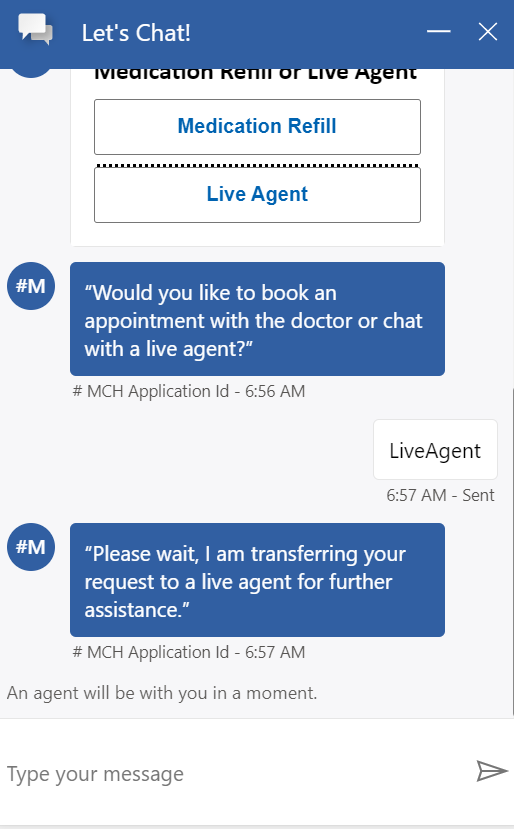 Let's Chat!
Medication Refill or Live Agent
Medication Refill
Live Agent
#M
“Would you like to book an
appointment with the doctor or chat
with a live agent?”
# MCH Application Id - 6:56 AM
LiveAgent
6:57 AM - Sent
#M
“Please wait, I am transferring your
request to a live agent for further
assistance.”
# MCH Application Id - 6:57 AM
An agent will be with you in a moment.
Type your message